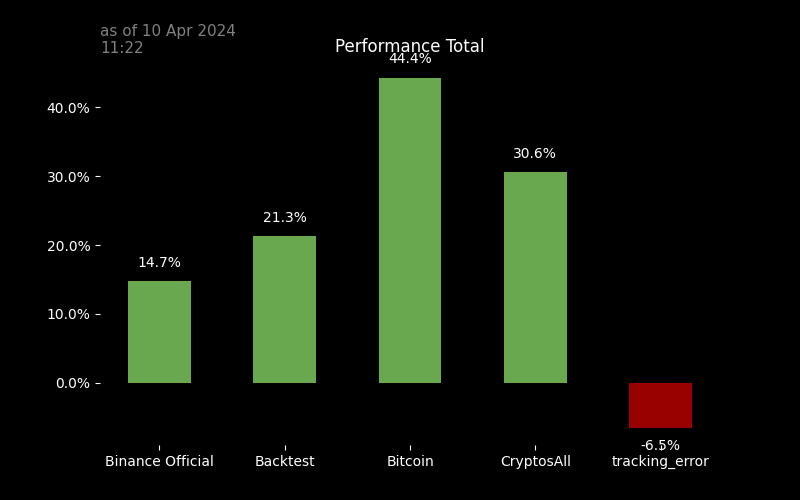 as of 10 Apr 2024
11:22
Performance Total
44.4%
40.0%
30.6%
30.0%
21.3%
20.0%
14.7%
10.0%
0.0%
-6.5%
Binance Official
Backtest
Bitcoin
CryptosAll
tracking_error